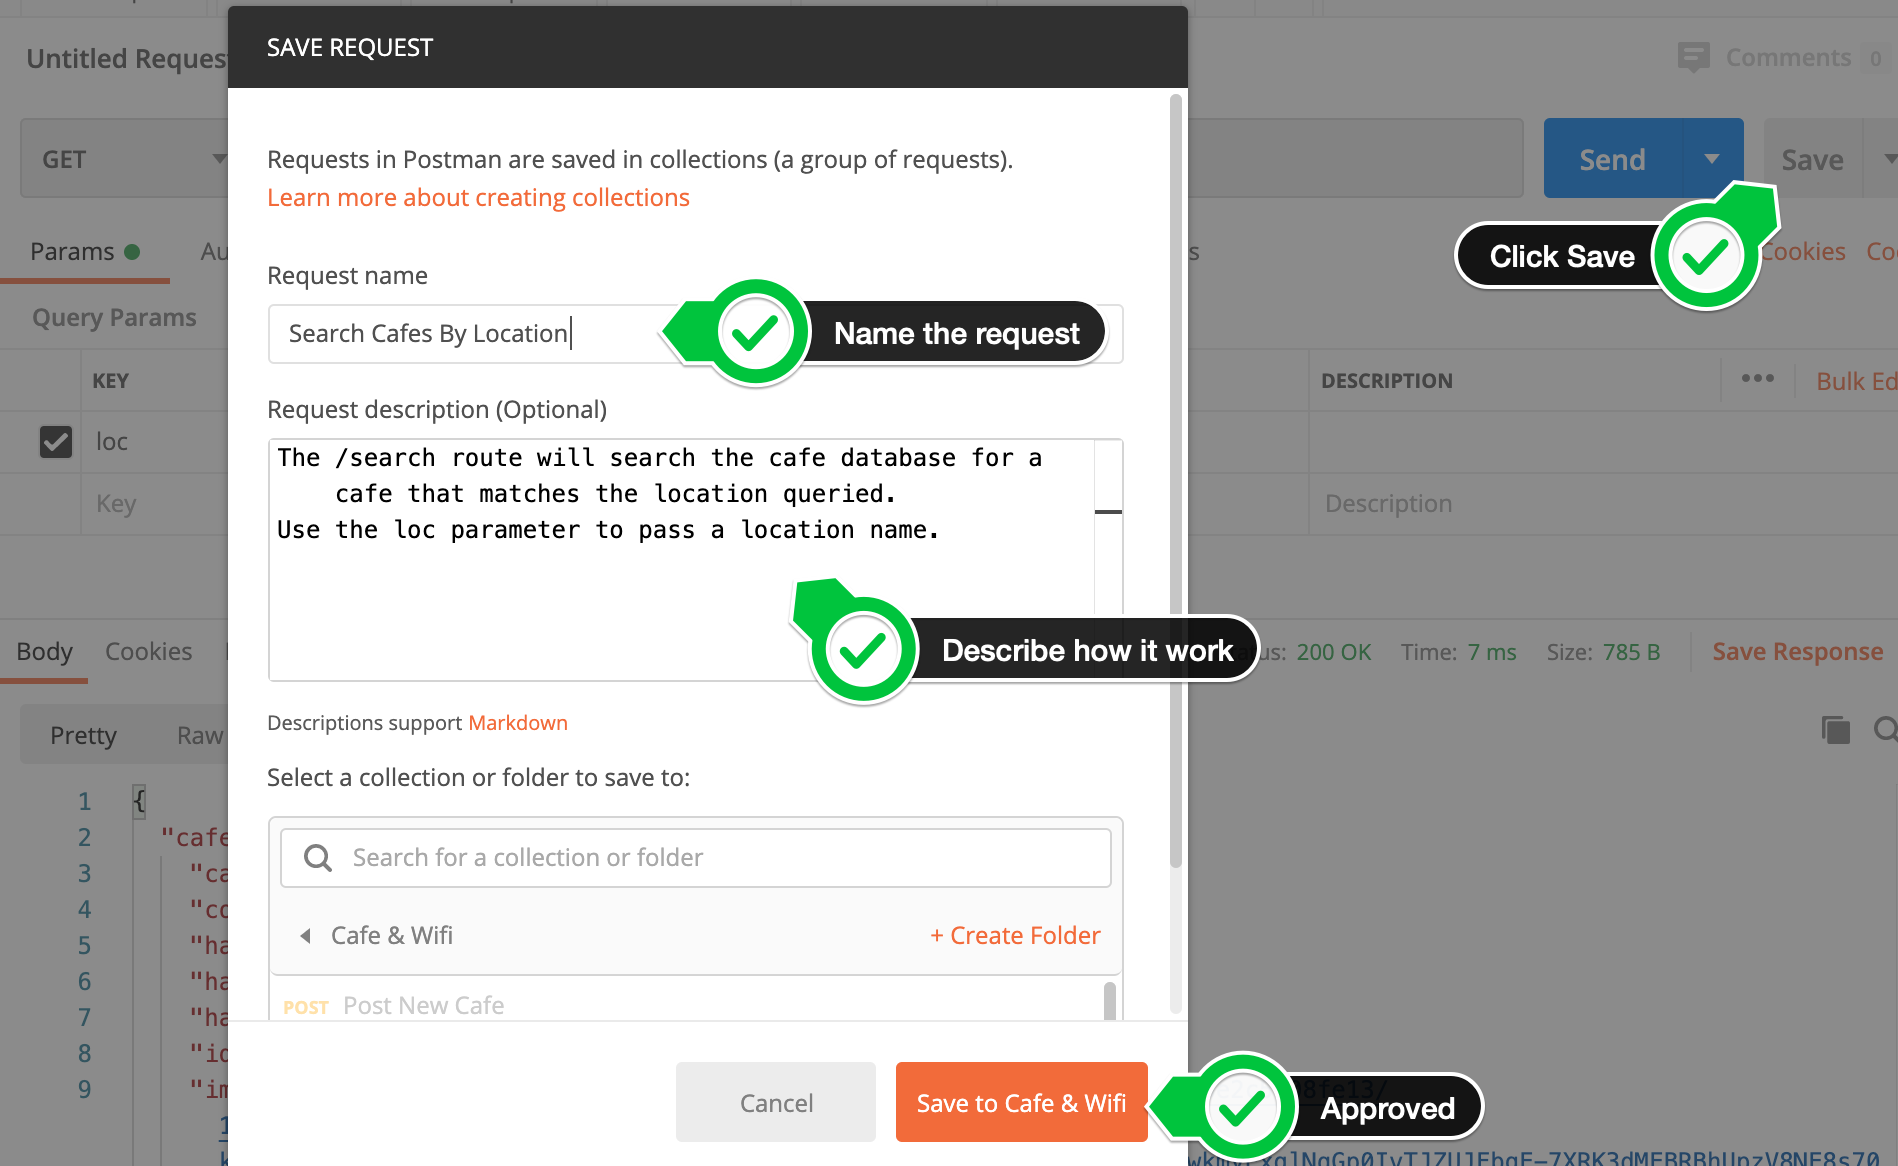 SAVE REQUEST
Untitled Reques
Comments 0
GET
Requests in Postman are saved in collections (a group of requests).
Learn more about creating collections
Send
Save
Params
Au
Click Save
Cookies
Coo
Request name
Query Params
Search Cafes By Location
Name the request
KEY
DESCRIPTION
Bulk Ed
Request description (Optional)
loc
The /search route will search the cafe database for a
cafe that matches the location queried.
Use the loc parameter to pass a location name.
Key
Description
Body
Cookies
Describe how it work
tus: 200 OK
Time: 7 ms
Size: 785 B
Save Response
Descriptions support Markdown
Pretty
Raw
Select a collection or folder to save to:
1 {
2 "cafe
3 "ca
4 "co
5 "ha
6 "ha
7 "ha
8 "id
9 "im
Search for a collection or folder
Cafe & Wifi
+ Create Folder
POST Post New Cafe
Cancel
Save to Cafe & Wifi
Approved
8fe13/